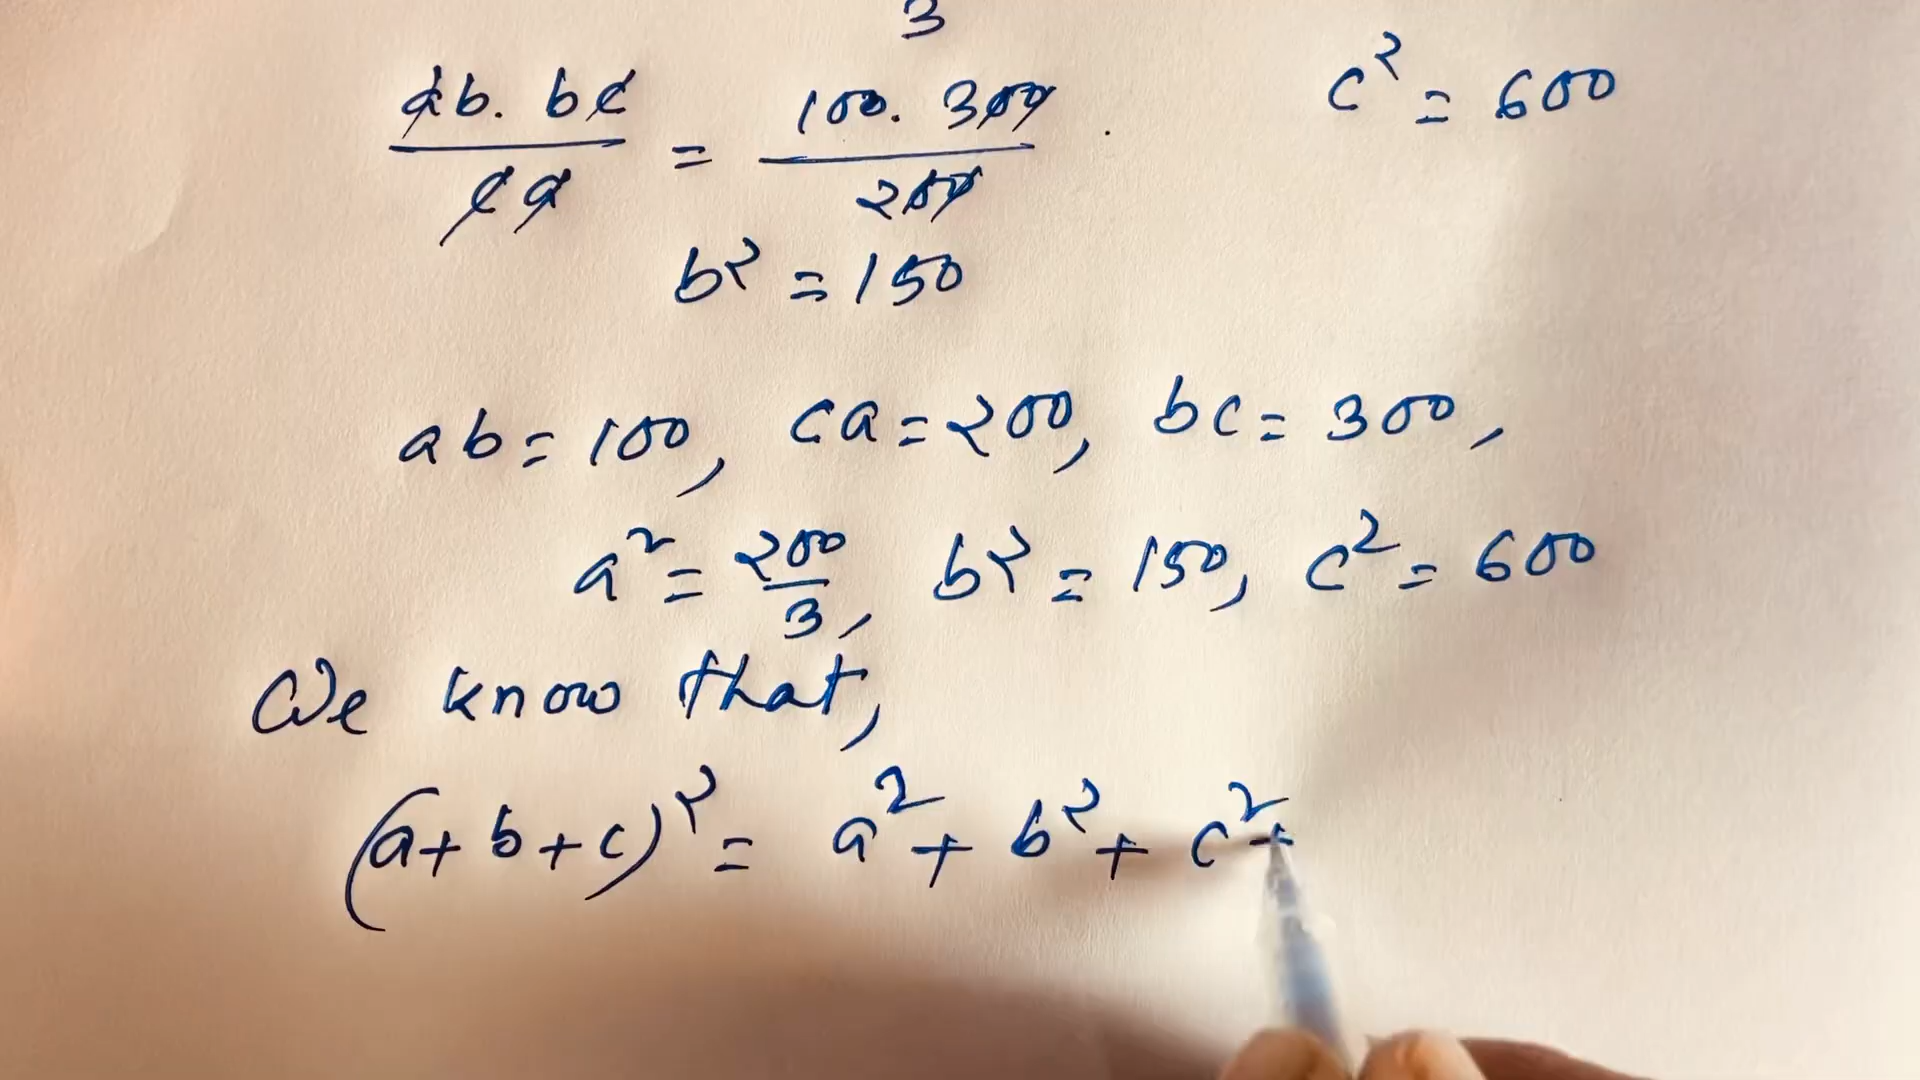 3
ab. bc / ca = 100. 300 / 200
c² = 600
b² = 150
ab = 100, ca = 200, bc = 300,
a² = 200/3, b² = 150, c² = 600
We know that,
(a + b + c)² = a² + b² + c² +